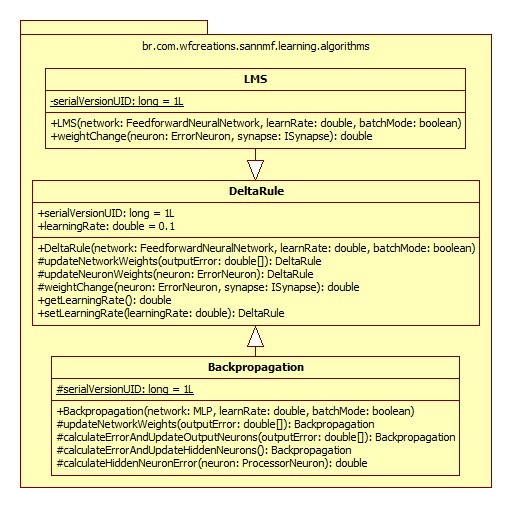 br.com.wfcreations.sannmf.learning.algorithms
LMS
-serialVersionUID: long = 1L
+LMS(network: FeedforwardNeuralNetwork, learnRate: double, batchMode: boolean)
+weightChange(neuron: ErrorNeuron, synapse: ISynapse): double
DeltaRule
+serialVersionUID: long = 1L
+learningRate: double = 0.1
+DeltaRule(network: FeedforwardNeuralNetwork, learnRate: double, batchMode: boolean)
#updateNetworkWeights(outputError: double[]): DeltaRule
#updateNeuronWeights(neuron: ErrorNeuron): DeltaRule
#weightChange(neuron: ErrorNeuron, synapse: ISynapse): double
+getLearningRate(): double
+setLearningRate(learningRate: double): DeltaRule
Backpropagation
#serialVersionUID: long = 1L
+Backpropagation(network: MLP, learnRate: double, batchMode: boolean)
#updateNetworkWeights(outputError: double[]): Backpropagation
#calculateErrorAndUpdateOutputNeurons(outputError: double[]): Backpropagation
#calculateErrorAndUpdateHiddenNeurons(): Backpropagation
#calculateHiddenNeuronError(neuron: ProcessorNeuron): double